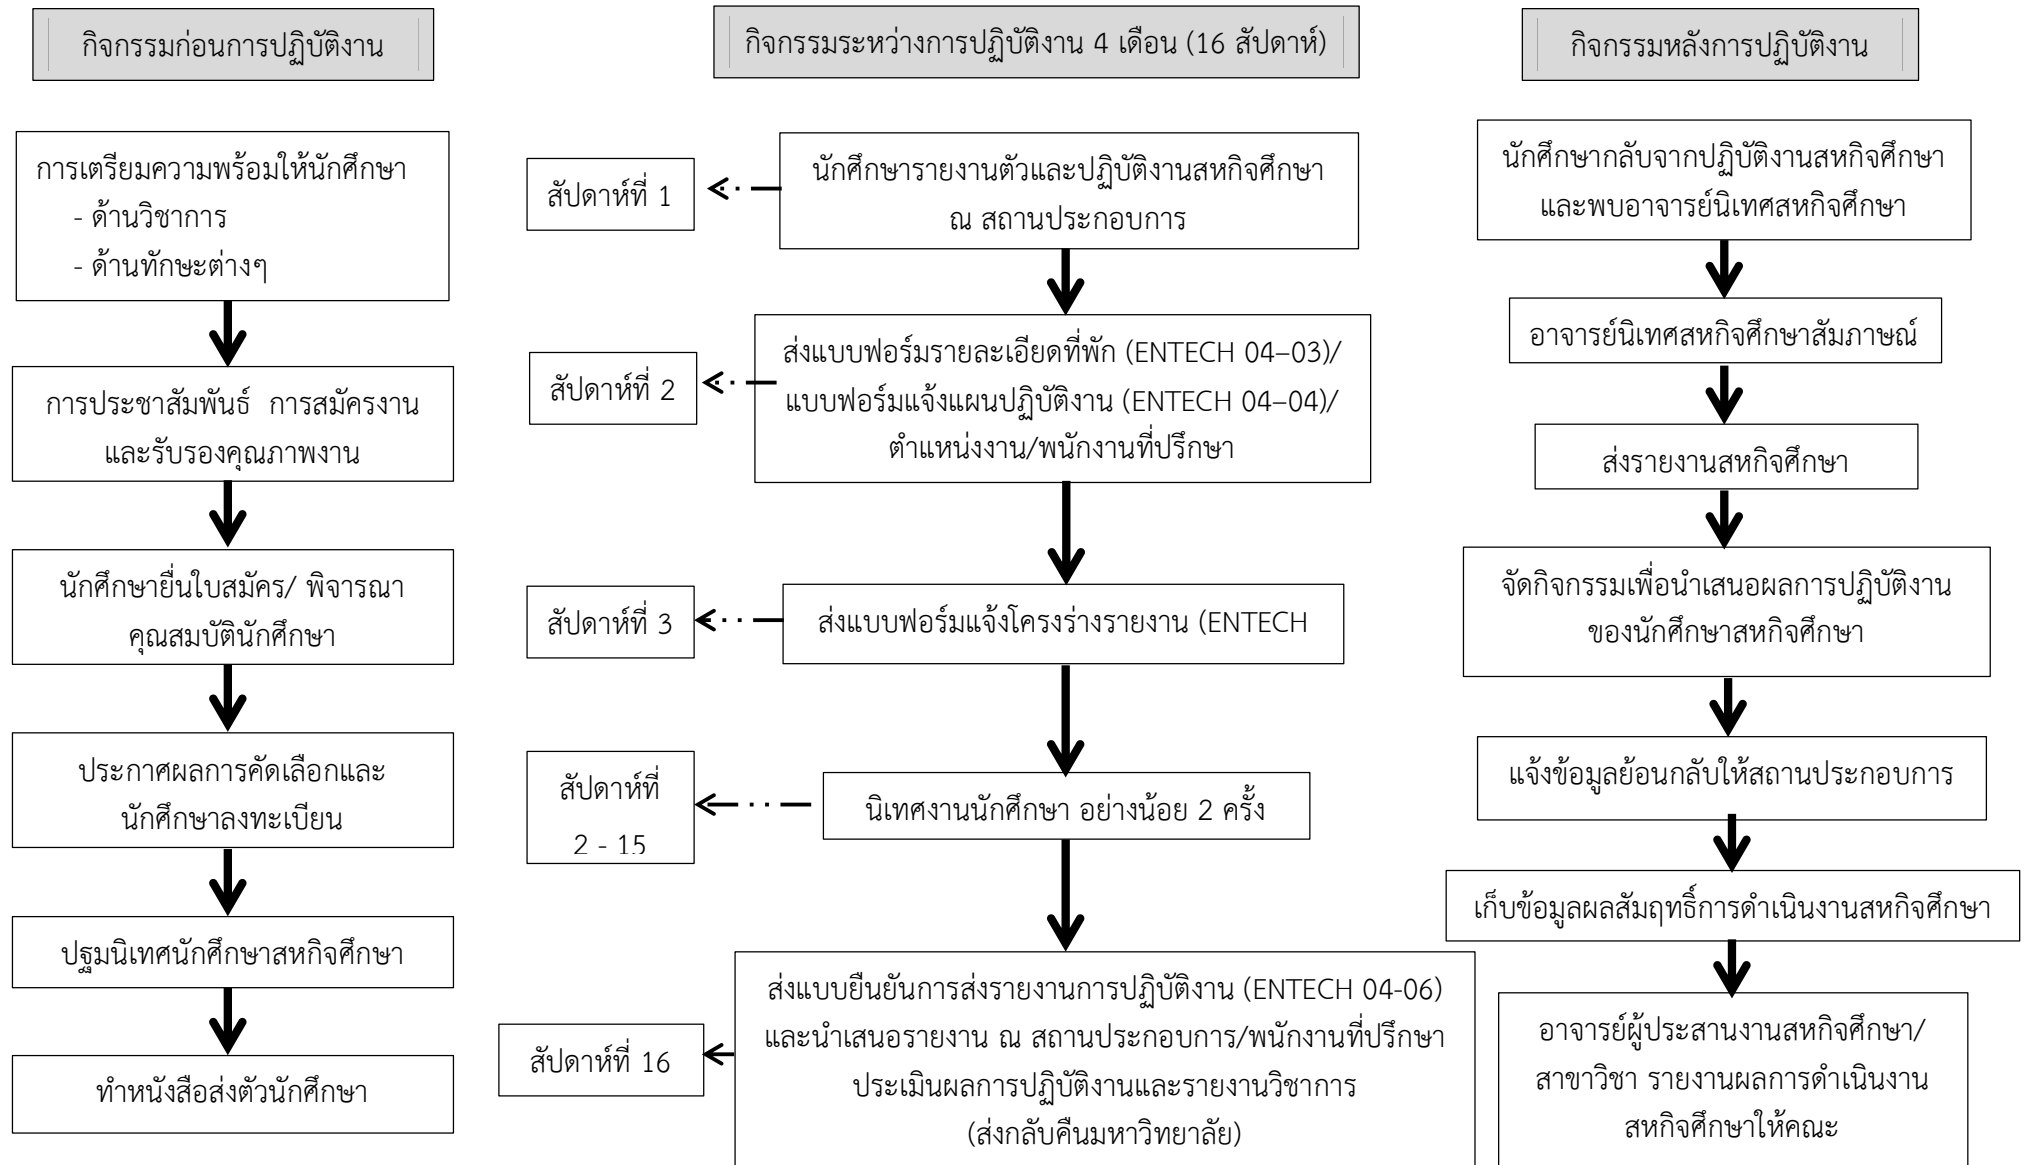 กิจกรรมก่อนการปฏิบัติงาน
การเตรียมความพร้อมให้นักศึกษา
- ด้านวิชาการ
- ด้านทักษะต่างๆ
การประชาสัมพันธ์ การสมัครงาน
และรับรองคุณภาพงาน
นักศึกษายื่นใบสมัคร/ พิจารณา
คุณสมบัตินักศึกษา
ประกาศผลการคัดเลือกและ
นักศึกษาลงทะเบียน
ปฐมนิเทศนักศึกษาสหกิจศึกษา
ทำหนังสือส่งตัวนักศึกษา
กิจกรรมระหว่างการปฏิบัติงาน 4 เดือน (16 สัปดาห์)
สัปดาห์ที่ 1
นักศึกษารายงานตัวและปฏิบัติงานสหกิจศึกษา
ณ สถานประกอบการ
สัปดาห์ที่ 2
ส่งแบบฟอร์มรายละเอียดที่พัก (ENTECH 04–03)/
แบบฟอร์มแจ้งแผนปฏิบัติงาน (ENTECH 04–04)/
ตำแหน่งงาน/พนักงานที่ปรึกษา
สัปดาห์ที่ 3
ส่งแบบฟอร์มแจ้งโครงร่างรายงาน (ENTECH
สัปดาห์ที่
2 - 15
นิเทศงานนักศึกษา อย่างน้อย 2 ครั้ง
สัปดาห์ที่ 16
ส่งแบบยืนยันการส่งรายงานการปฏิบัติงาน (ENTECH 04-06)
และนำเสนอรายงาน ณ สถานประกอบการ/พนักงานที่ปรึกษา
ประเมินผลการปฏิบัติงานและรายงานวิชาการ
(ส่งกลับคืนมหาวิทยาลัย)
กิจกรรมหลังการปฏิบัติงาน
นักศึกษากลับจากปฏิบัติงานสหกิจศึกษา
และพบอาจารย์นิเทศสหกิจศึกษา
อาจารย์นิเทศสหกิจศึกษาสัมภาษณ์
ส่งรายงานสหกิจศึกษา
จัดกิจกรรมเพื่อนำเสนอผลการปฏิบัติงาน
ของนักศึกษาสหกิจศึกษา
แจ้งข้อมูลย้อนกลับให้สถานประกอบการ
เก็บข้อมูลผลสัมฤทธิ์การดำเนินงานสหกิจศึกษา
อาจารย์ผู้ประสานงานสหกิจศึกษา/
สาขาวิชา รายงานผลการดำเนินงาน
สหกิจศึกษาให้คณะ